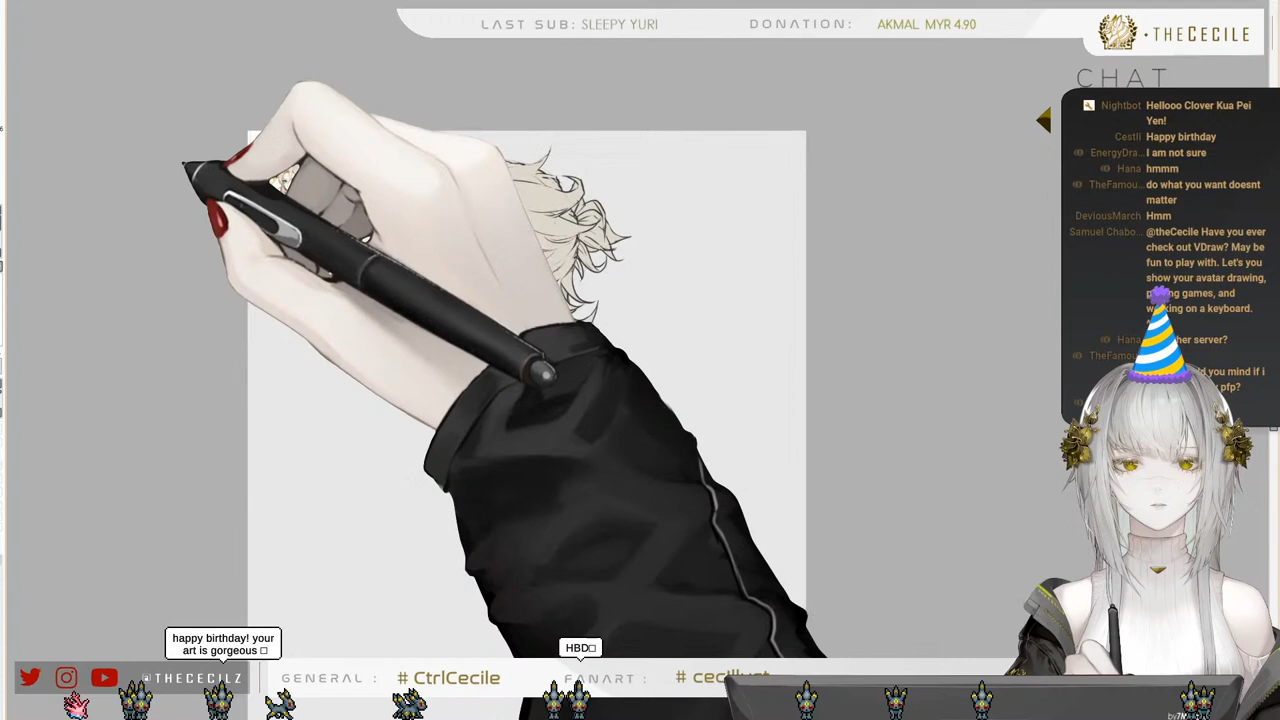 LAST SUB: SLEEPY YURI
DONATION: AKMAL MYR 4.90
• THECECILE
CHAT
Nightbot Hellooo Clover Kua Pei
Yen!
Cestli Happy birthday
EnergyDra... I am not sure
Hana hmmm
TheFamou... do what you want doesnt
matter
DeviousMarch Hmm
Samuel Chabo... @theCecile Have you ever
check out VDraw? May be
fun to play with. Let's you
show your avatar drawing,
games, and
on a keyboard.
Hana server?
TheFamou
you mind if i
pfp?
happy birthday! your
art is gorgeous □
HBD□
@THECECILZ
GENERAL : # CtrlCecile
FANART : # cecillust